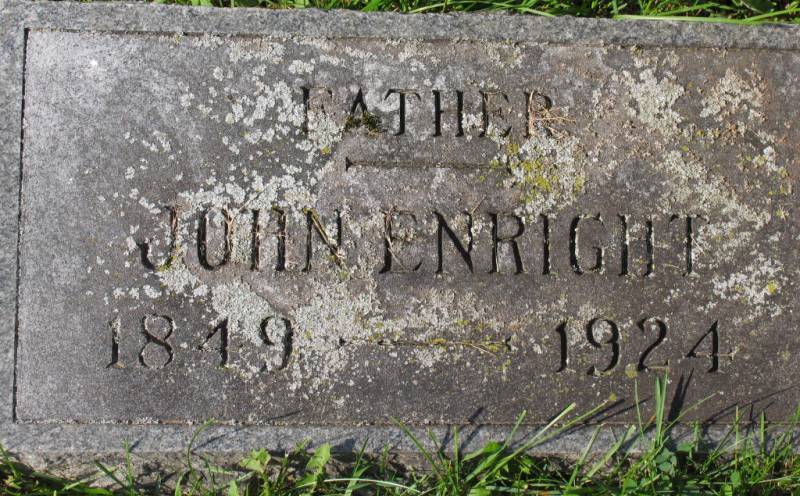 FATHER
JOHN ENRIGHT
1849 — 1924